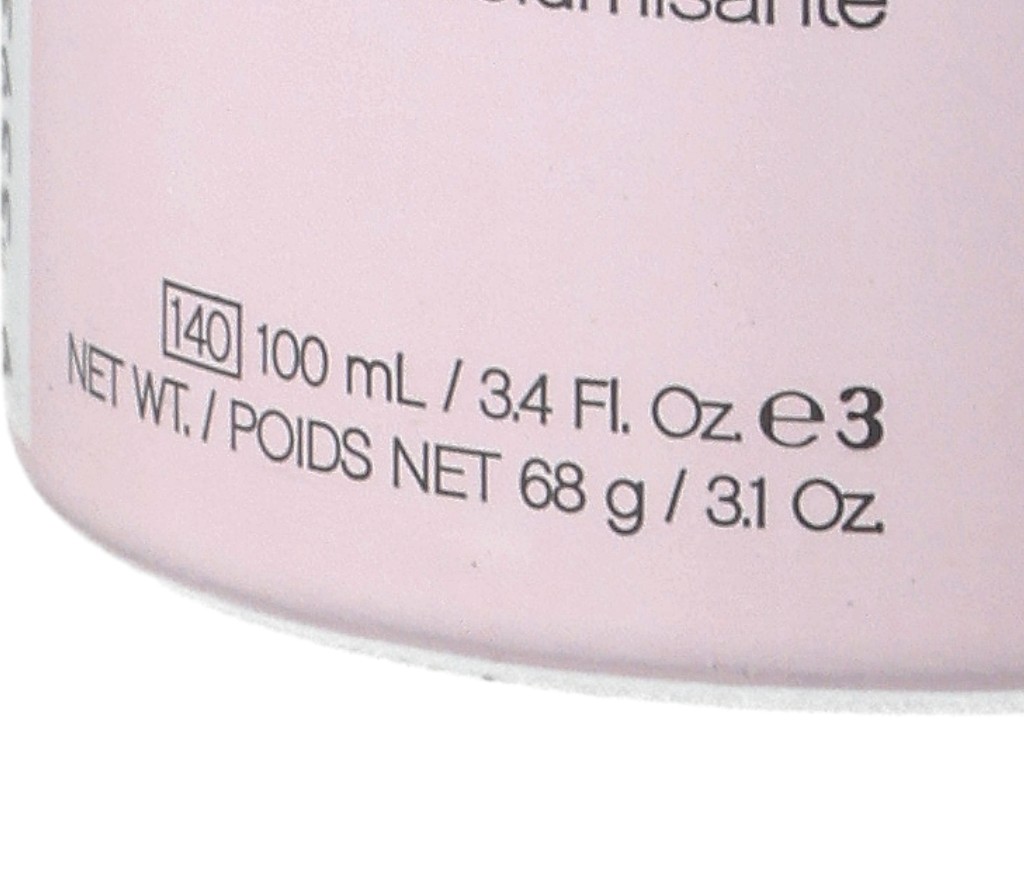 140 100 mL / 3.4 Fl. Oz. ℮ 3
NET WT. / POIDS NET 68 g / 3.1 Oz.